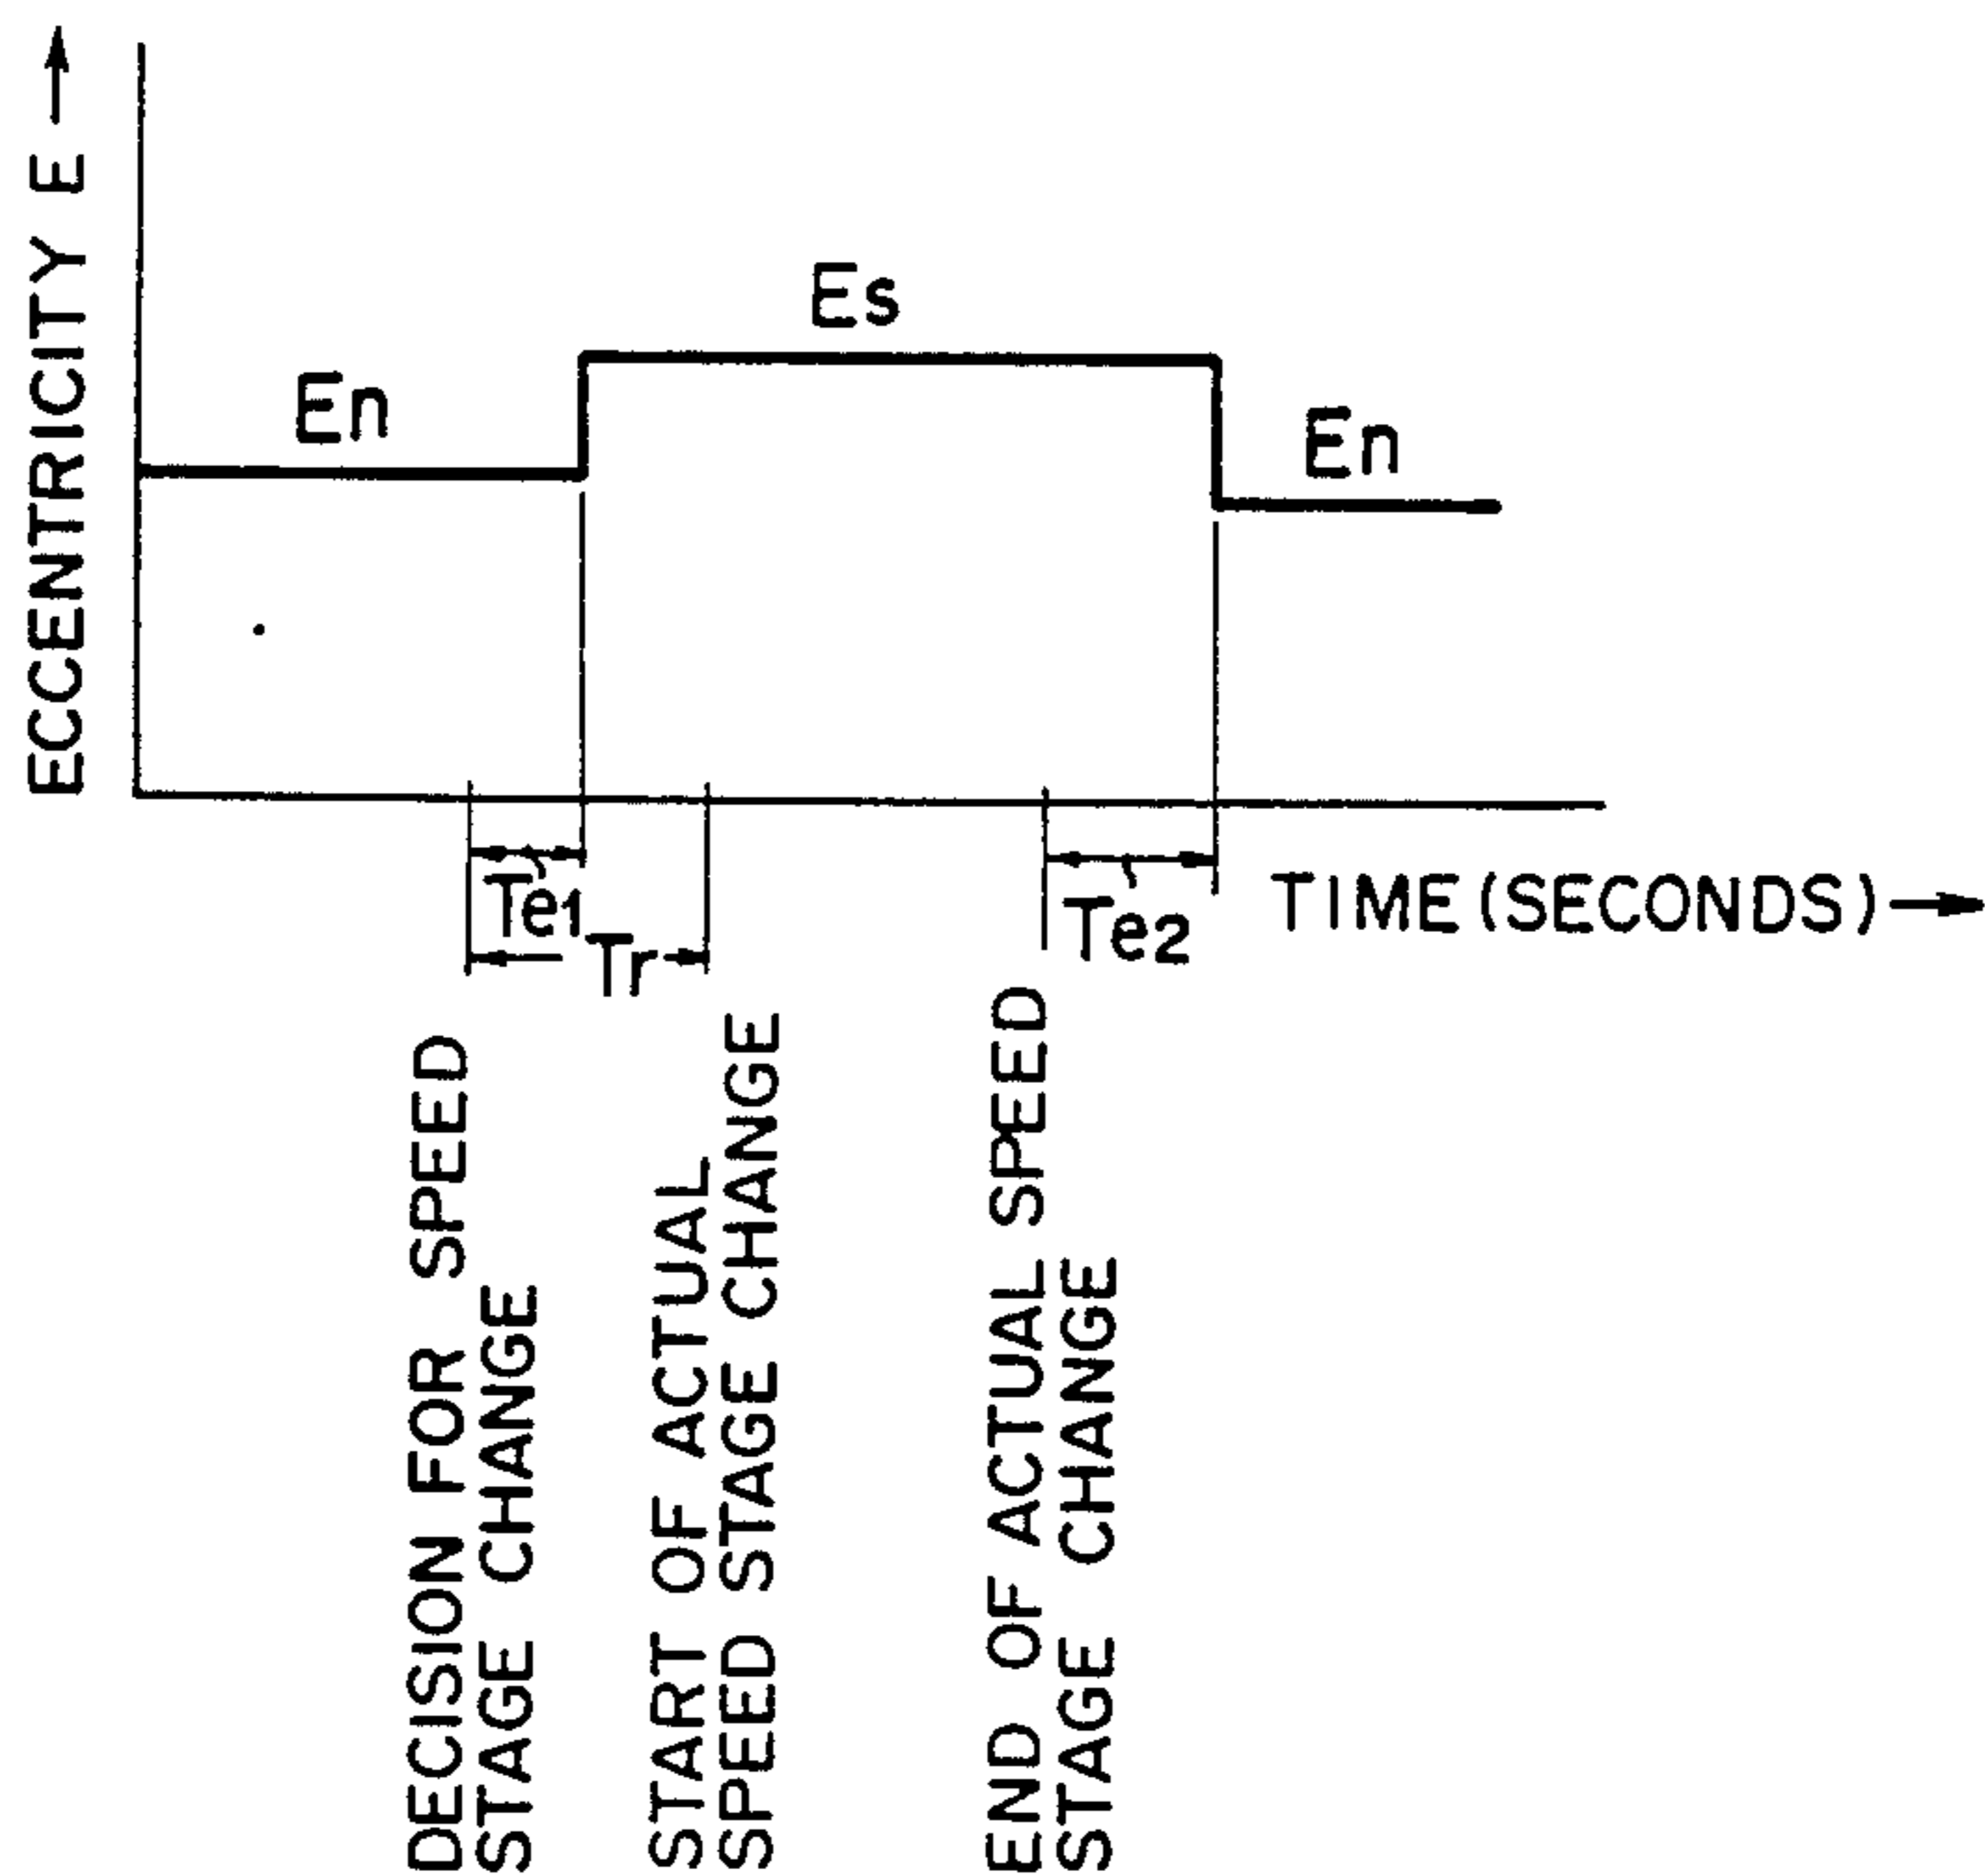 ECCENTRICITY E
Es
En
En
Te1
Te2
TIME(SECONDS)
Tr
DECISION FOR SPEED
STAGE CHANGE
START OF ACTUAL
SPEED STAGE CHANGE
END OF ACTUAL SPEED
STAGE CHANGE